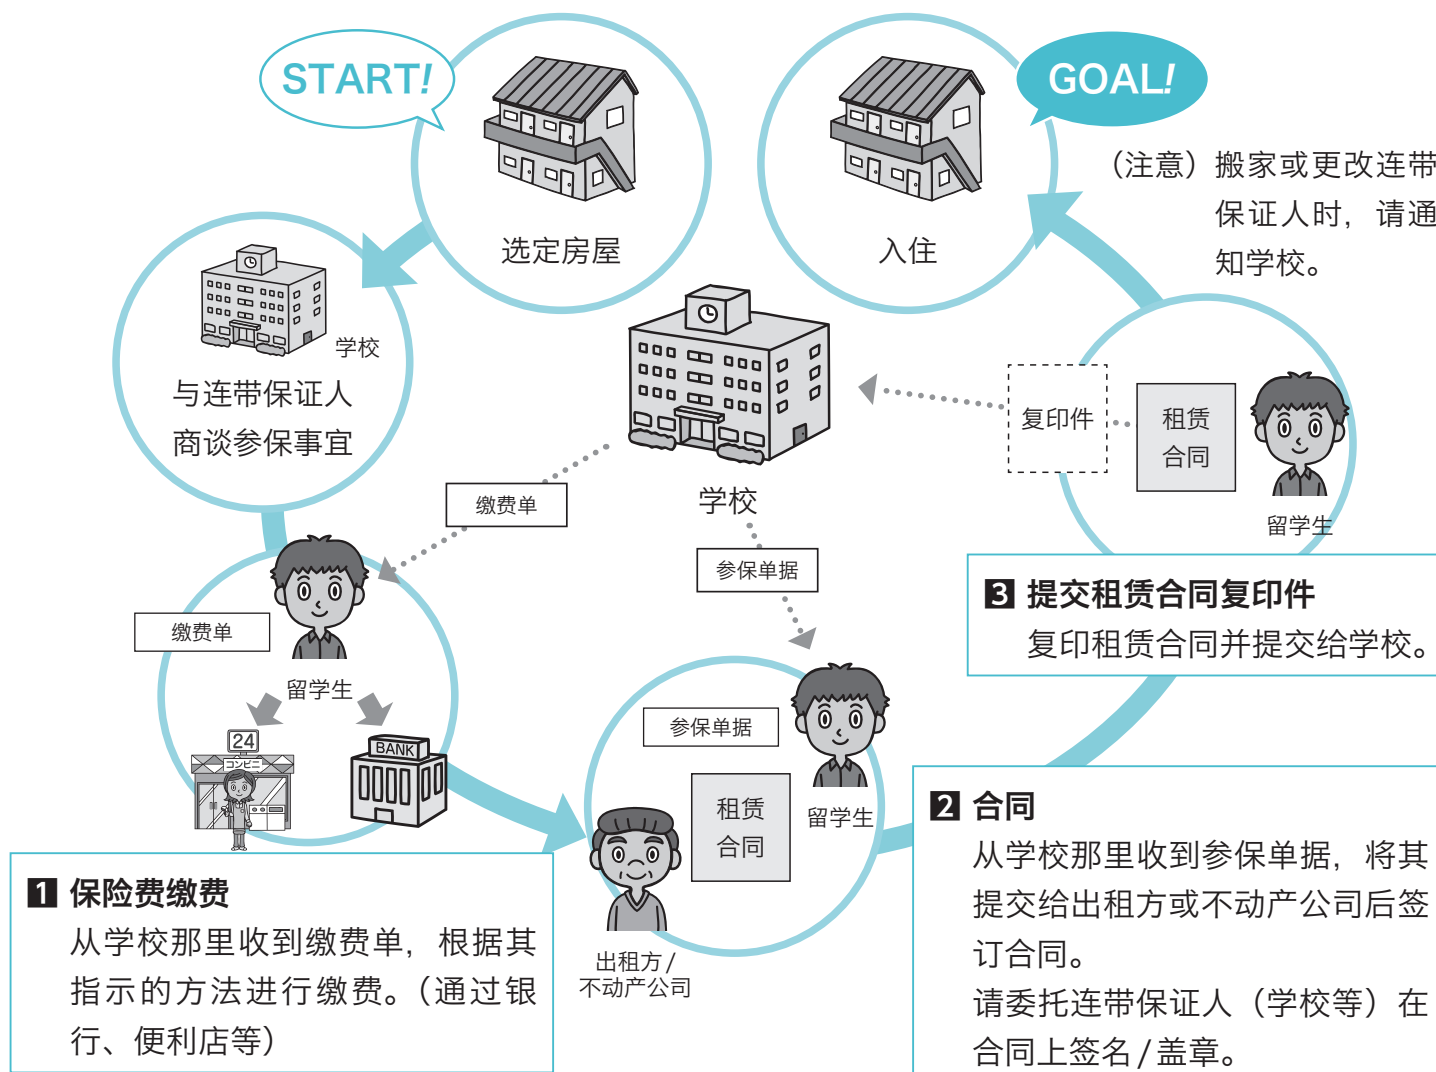 START!
选定房屋
GOAL!
入住
（注意）搬家或更改连带
保证人时，请通
知学校。
学校
与连带保证人
商谈参保事宜
学校
缴费单
参保单据
复印件
租赁
合同
留学生
缴费单
留学生
24
コンビニ
BANK
参保单据
租赁
合同
留学生
出租方/
不动产公司
1 保险费缴费
从学校那里收到缴费单，根据其
指示的方法进行缴费。（通过银
行、便利店等）
2 合同
从学校那里收到参保单据，将其
提交给出租方或不动产公司后签
订合同。
请委托连带保证人（学校等）在
合同上签名/盖章。
3 提交租赁合同复印件
复印租赁合同并提交给学校。